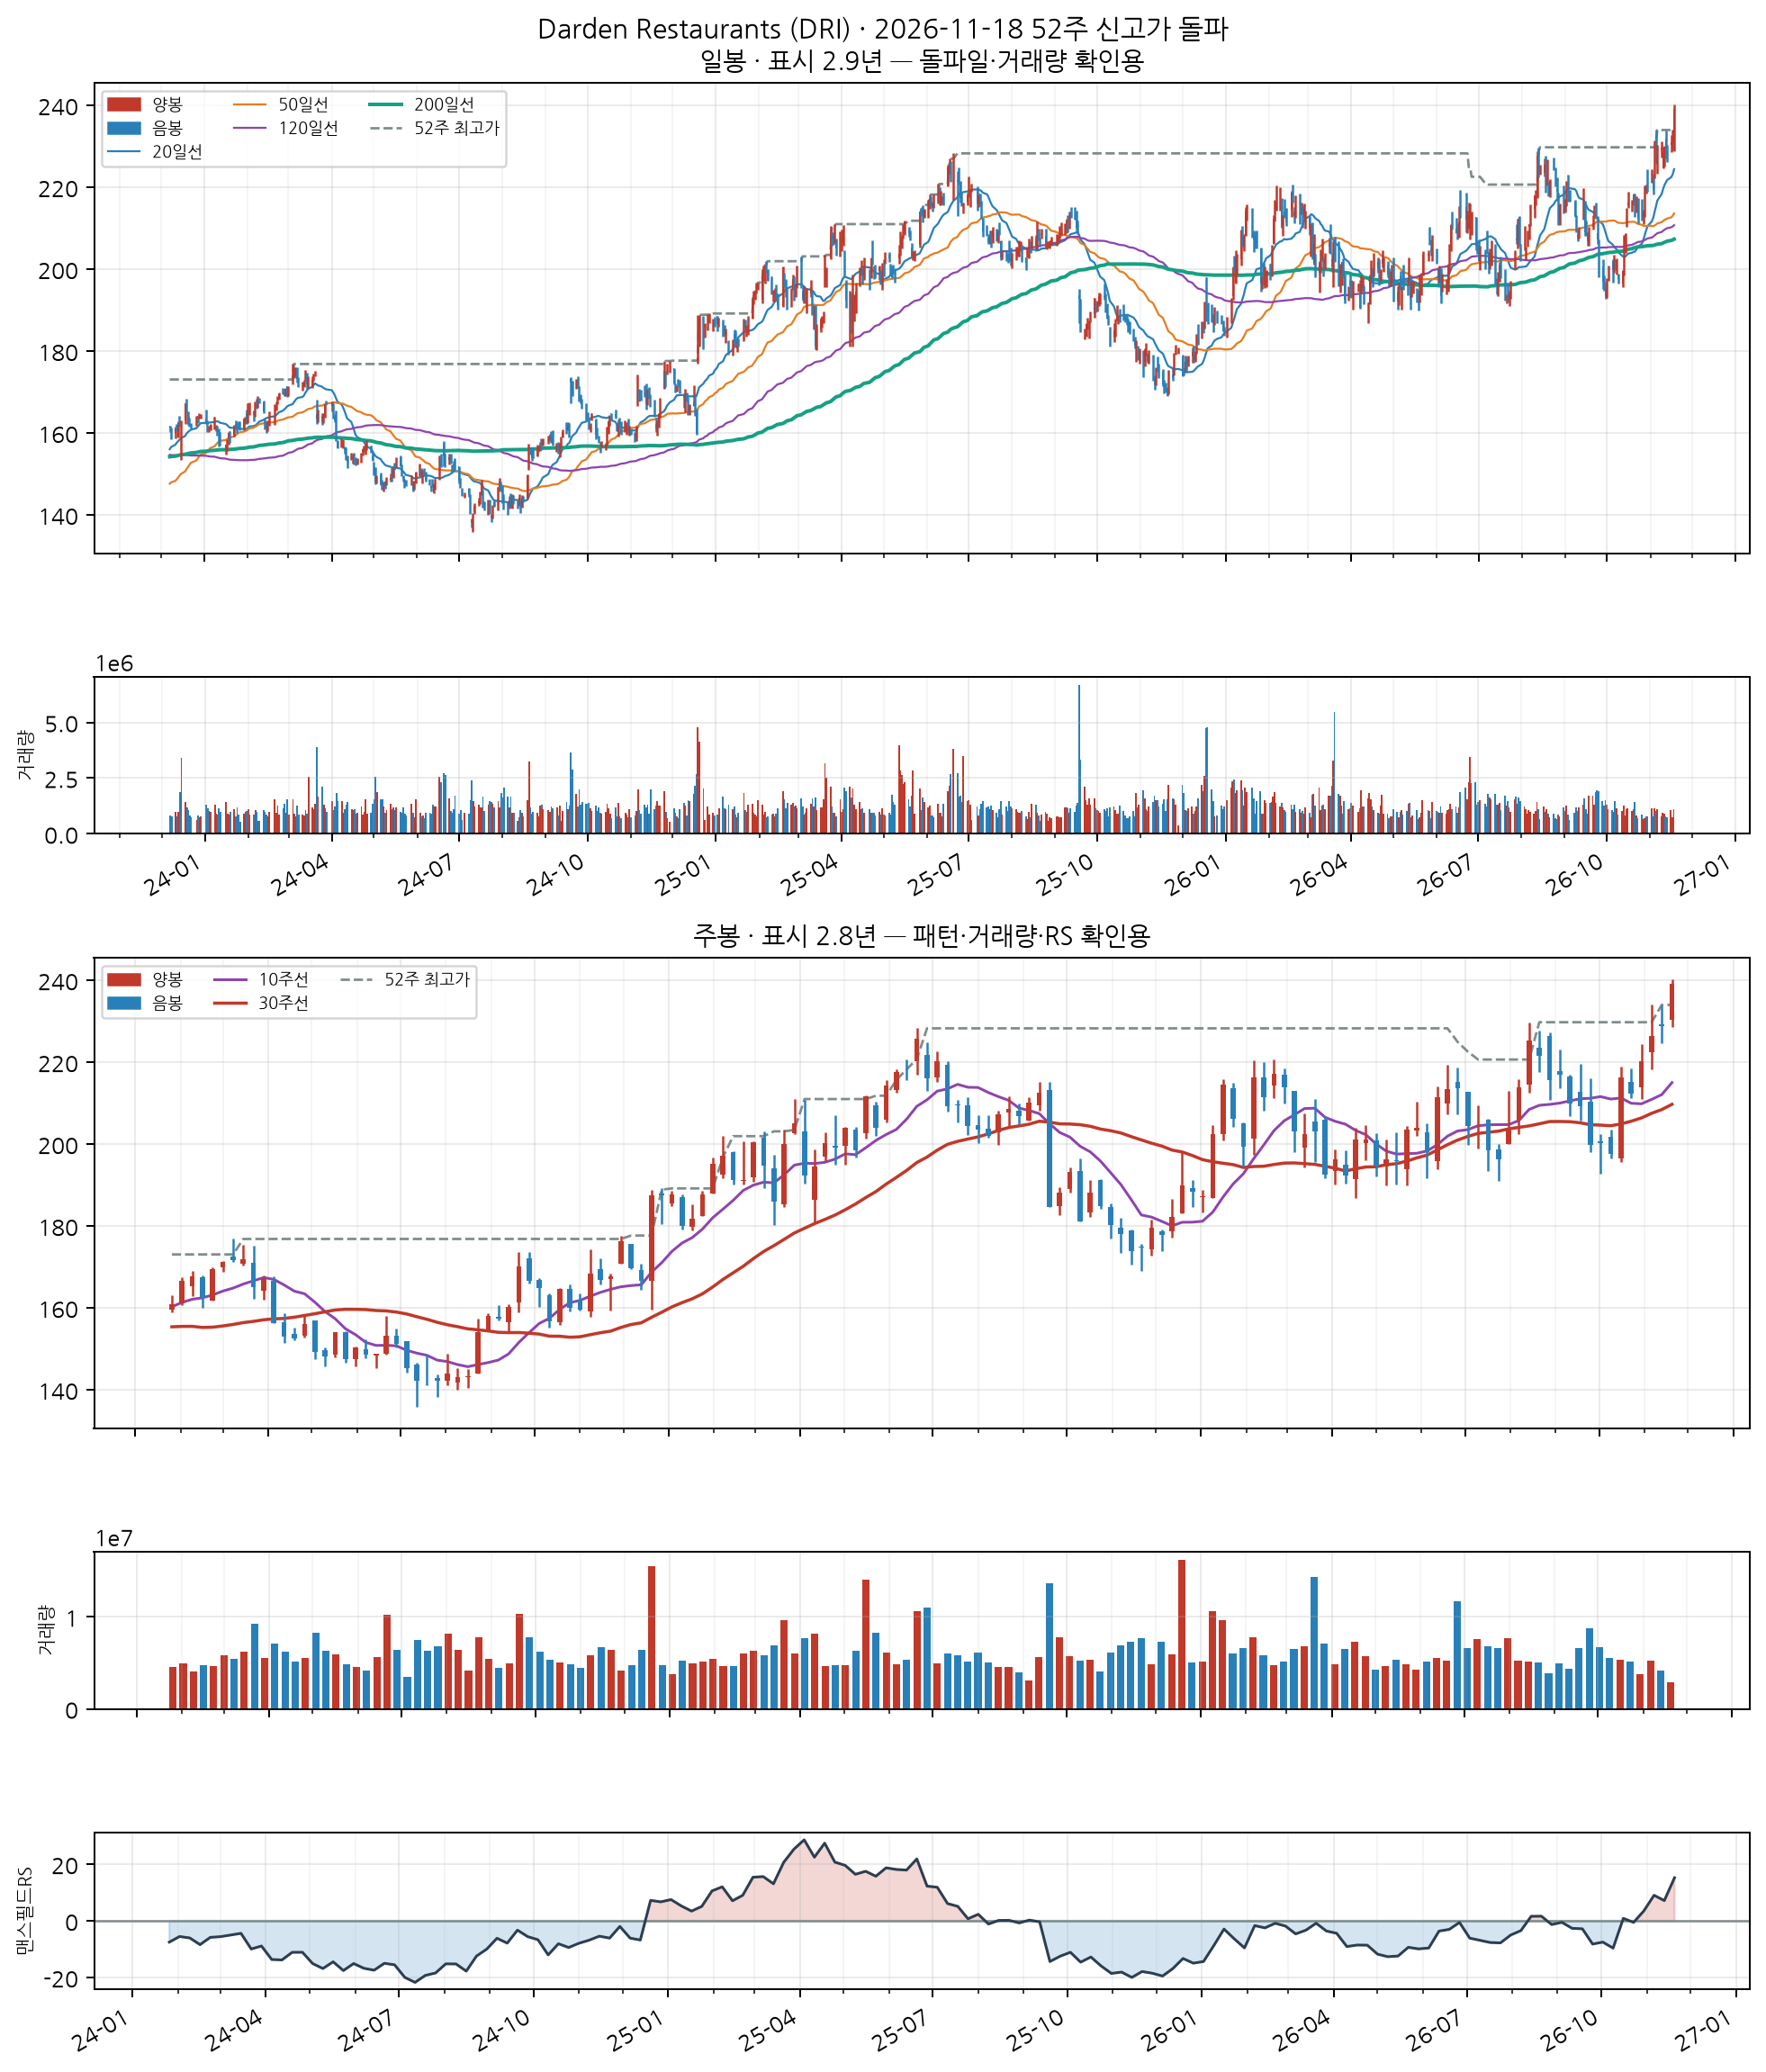 Darden Restaurants (DRI) · 2026-11-18 52주 신고가 돌파
일봉 · 표시 2.9년 — 돌파일·거래량 확인용
양봉
음봉
20일선
50일선
120일선
200일선
52주 최고가
240
220
200
180
160
140
1e6
거래량
5.0
2.5
0.0
24-01
24-04
24-07
24-10
25-01
25-04
25-07
25-10
26-01
26-04
26-07
26-10
27-01
주봉 · 표시 2.8년 — 패턴·거래량·RS 확인용
양봉
음봉
10주선
30주선
52주 최고가
240
220
200
180
160
140
1e7
거래량
1
0
맨스필드RS
20
0
-20
24-01
24-04
24-07
24-10
25-01
25-04
25-07
25-10
26-01
26-04
26-07
26-10
27-01